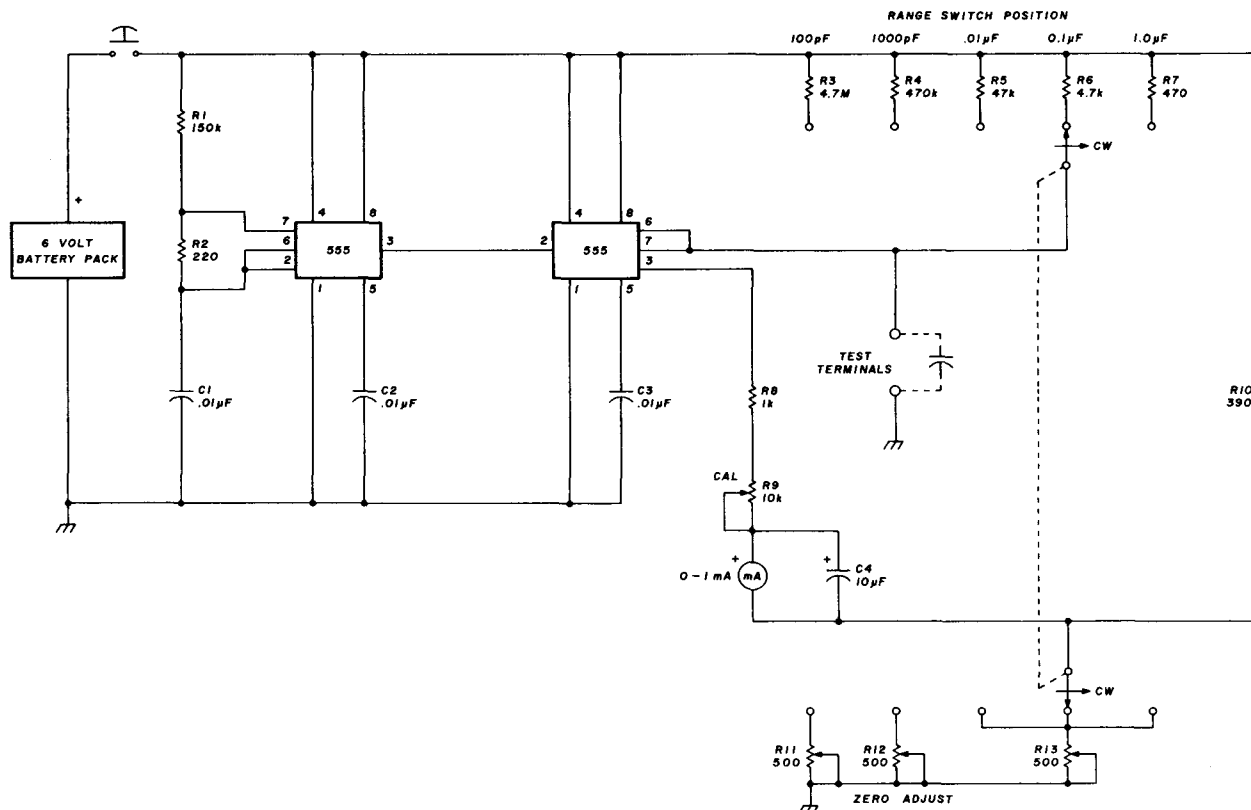 RANGE SWITCH POSITION
100pF 1000pF .01µF 0.1µF 1.0µF
R3
4.7M
R4
470k
R5
47k
R6
4.7k
R7
470
CW
R1
150k
+
6 VOLT
BATTERY PACK
R2
220
7
6
2
4
8
555
3
1
5
2
4
8
555
6
7
3
1
5
C1
.01µF
C2
.01µF
C3
.01µF
TEST
TERMINALS
R8
1k
R10
390
CAL
R9
10k
+
0-1mA
mA
+
C4
10µF
CW
R11
500
R12
500
R13
500
ZERO ADJUST